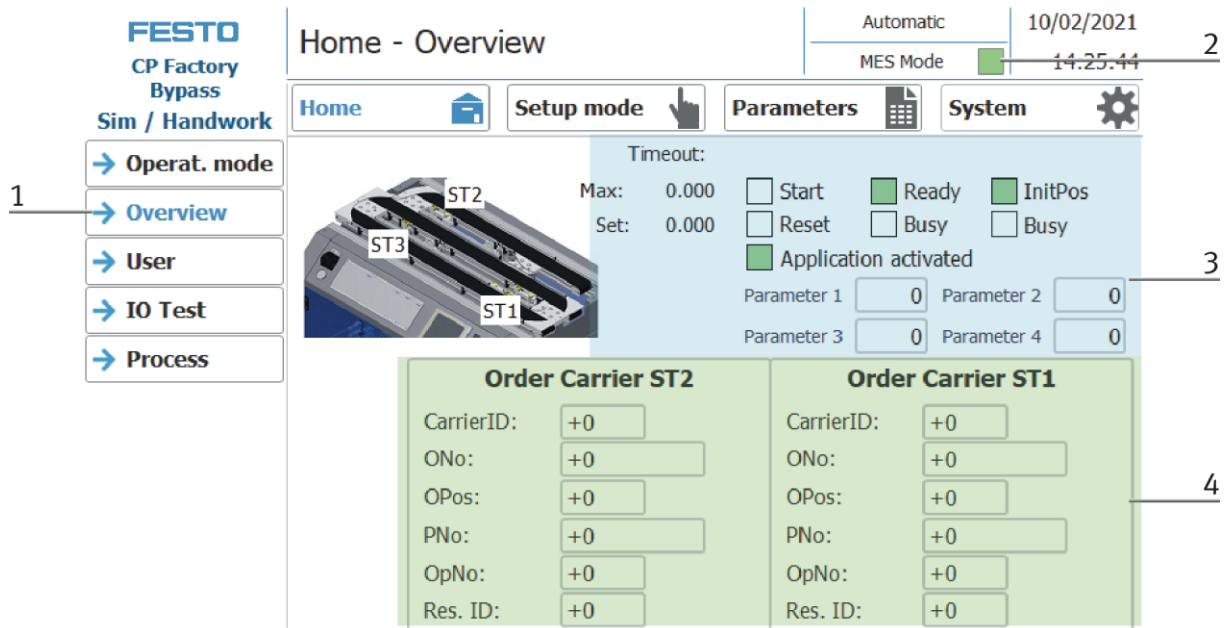 FESTO
CP Factory
Bypass
Sim / Handwork
Home - Overview
Automatic
10/02/2021
MES Mode
14:25:44
2
Home
Setup mode
Parameters
System
Operat. mode
1
Overview
User
IO Test
Process
ST2
ST3
ST1
Timeout:
Max: 0.000
Set: 0.000
Start
Ready
InitPos
Reset
Busy
Busy
Application activated
3
Parameter 1 0 Parameter 2 0
Parameter 3 0 Parameter 4 0
Order Carrier ST2
CarrierID: +0
ONo: +0
OPos: +0
PNo: +0
OpNo: +0
Res. ID: +0
Order Carrier ST1
CarrierID: +0
ONo: +0
OPos: +0
PNo: +0
OpNo: +0
Res. ID: +0
4